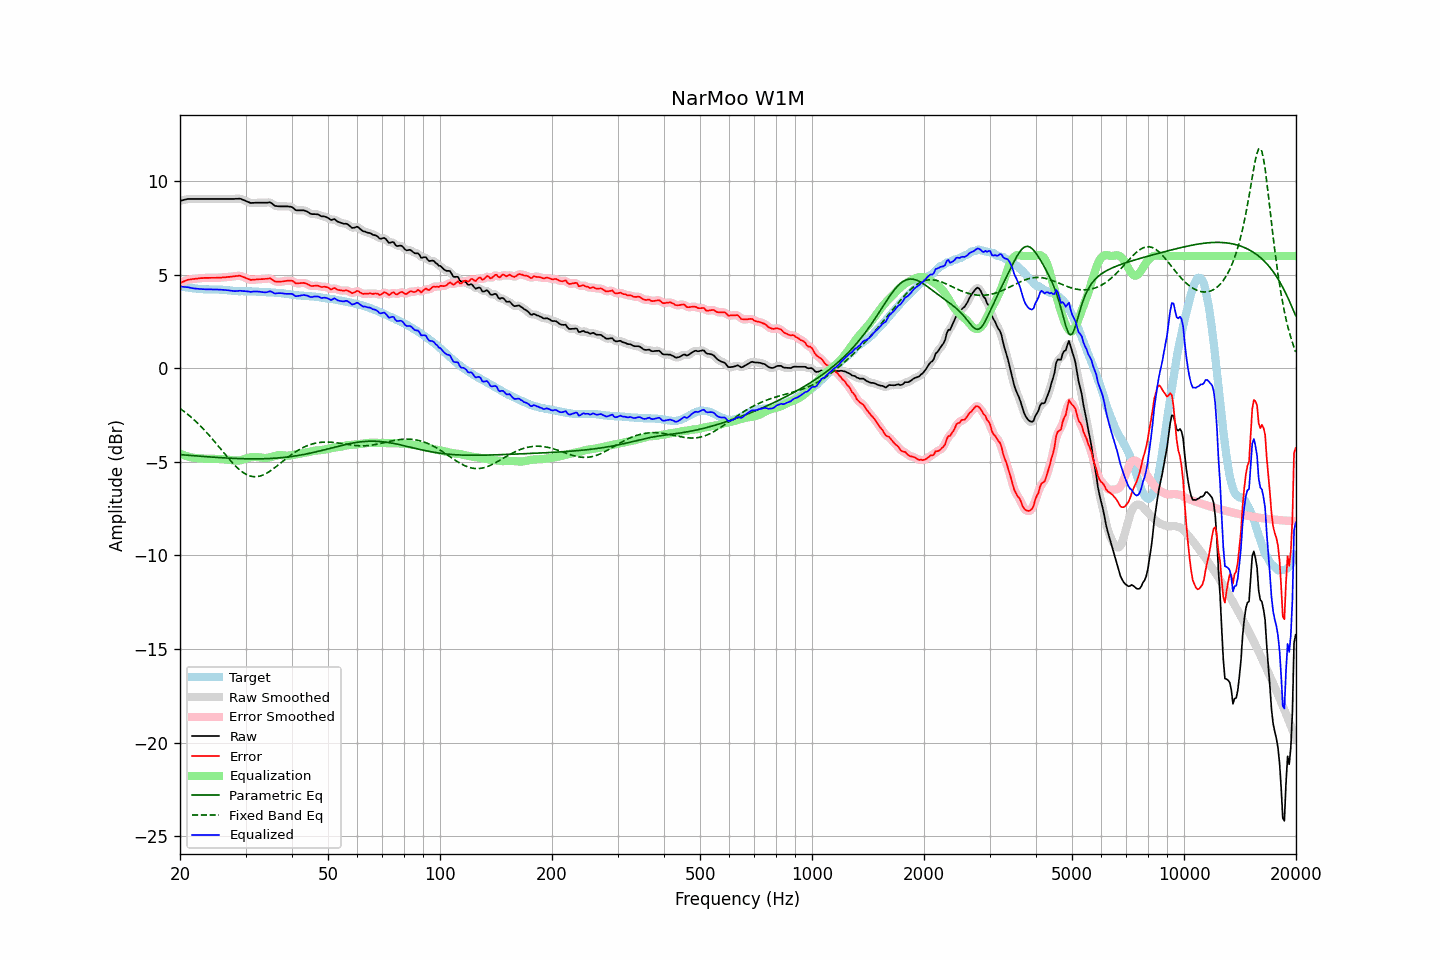 NarMoo W1M
Amplitude (dBr)
10
5
0
−5
−10
−15
−20
−25
Target
Raw Smoothed
Error Smoothed
Raw
Error
Equalization
Parametric Eq
Fixed Band Eq
Equalized
20 50 100 200 500 1000 2000 5000 10000 20000
Frequency (Hz)